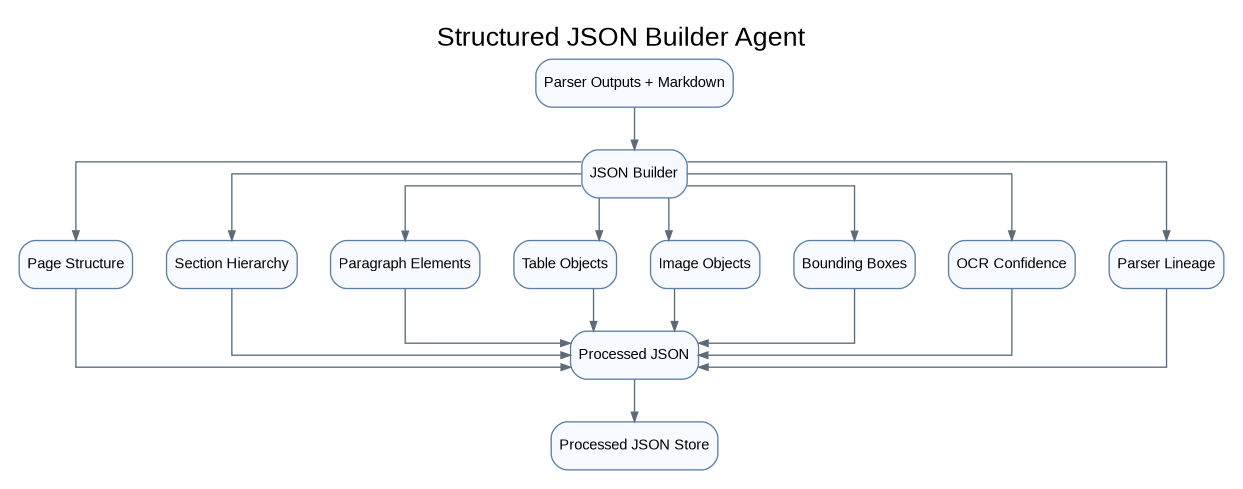 Structured JSON Builder Agent
Parser Outputs + Markdown
JSON Builder
Page Structure
Section Hierarchy
Paragraph Elements
Table Objects
Image Objects
Bounding Boxes
OCR Confidence
Parser Lineage
Processed JSON
Processed JSON Store